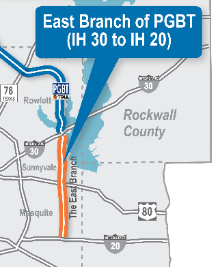 East Branch of PGBT
(IH 30 to IH 20)
78
TEXAS
PGBT
Rowlett
30
Rockwall
County
30
Sunnyvale
The East Branch
Mesquite
80
20